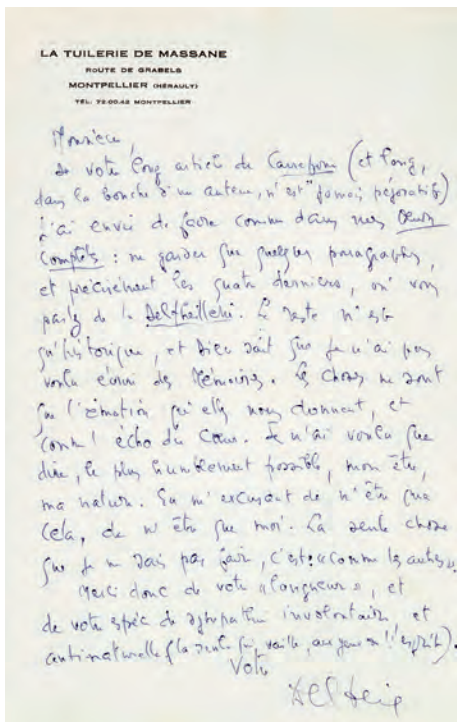 LA TUILERIE DE MASSANE
ROUTE DE GRABELS
MONTPELLIER (HÉRAULT)
TÉL: 72.00.42 MONTPELLIER
Monsieur,
de votre long article de Carrefour (et long,
dans la bouche d'un auteur, n'est jamais péjoratif)
j'ai envie de faire comme dans mes Œuvres
Complètes : ne garder que quelques paragraphes,
et précisément les quatre derniers, où vous
parlez de la Deltheillerie. Le reste n'est
qu'historique, et Dieu sait que je n'ai pas
voulu écrire des Mémoires. Les choses ne sont
que l'émotion qu'elles nous donnent, et
comme l'écho du Cœur. Je n'ai voulu que
dire, le plus humblement possible, mon être,
ma nature. En m'excusant de n'être que
cela, de n'être que moi. La seule chose
que je ne sais pas faire, c'est : « comme les autres ».
Merci donc de votre « longueur », et
de votre espèce de sympathie involontaire et
antinaturelle (la seule qui vaille, aux yeux de l'esprit).
Votre
Delteil